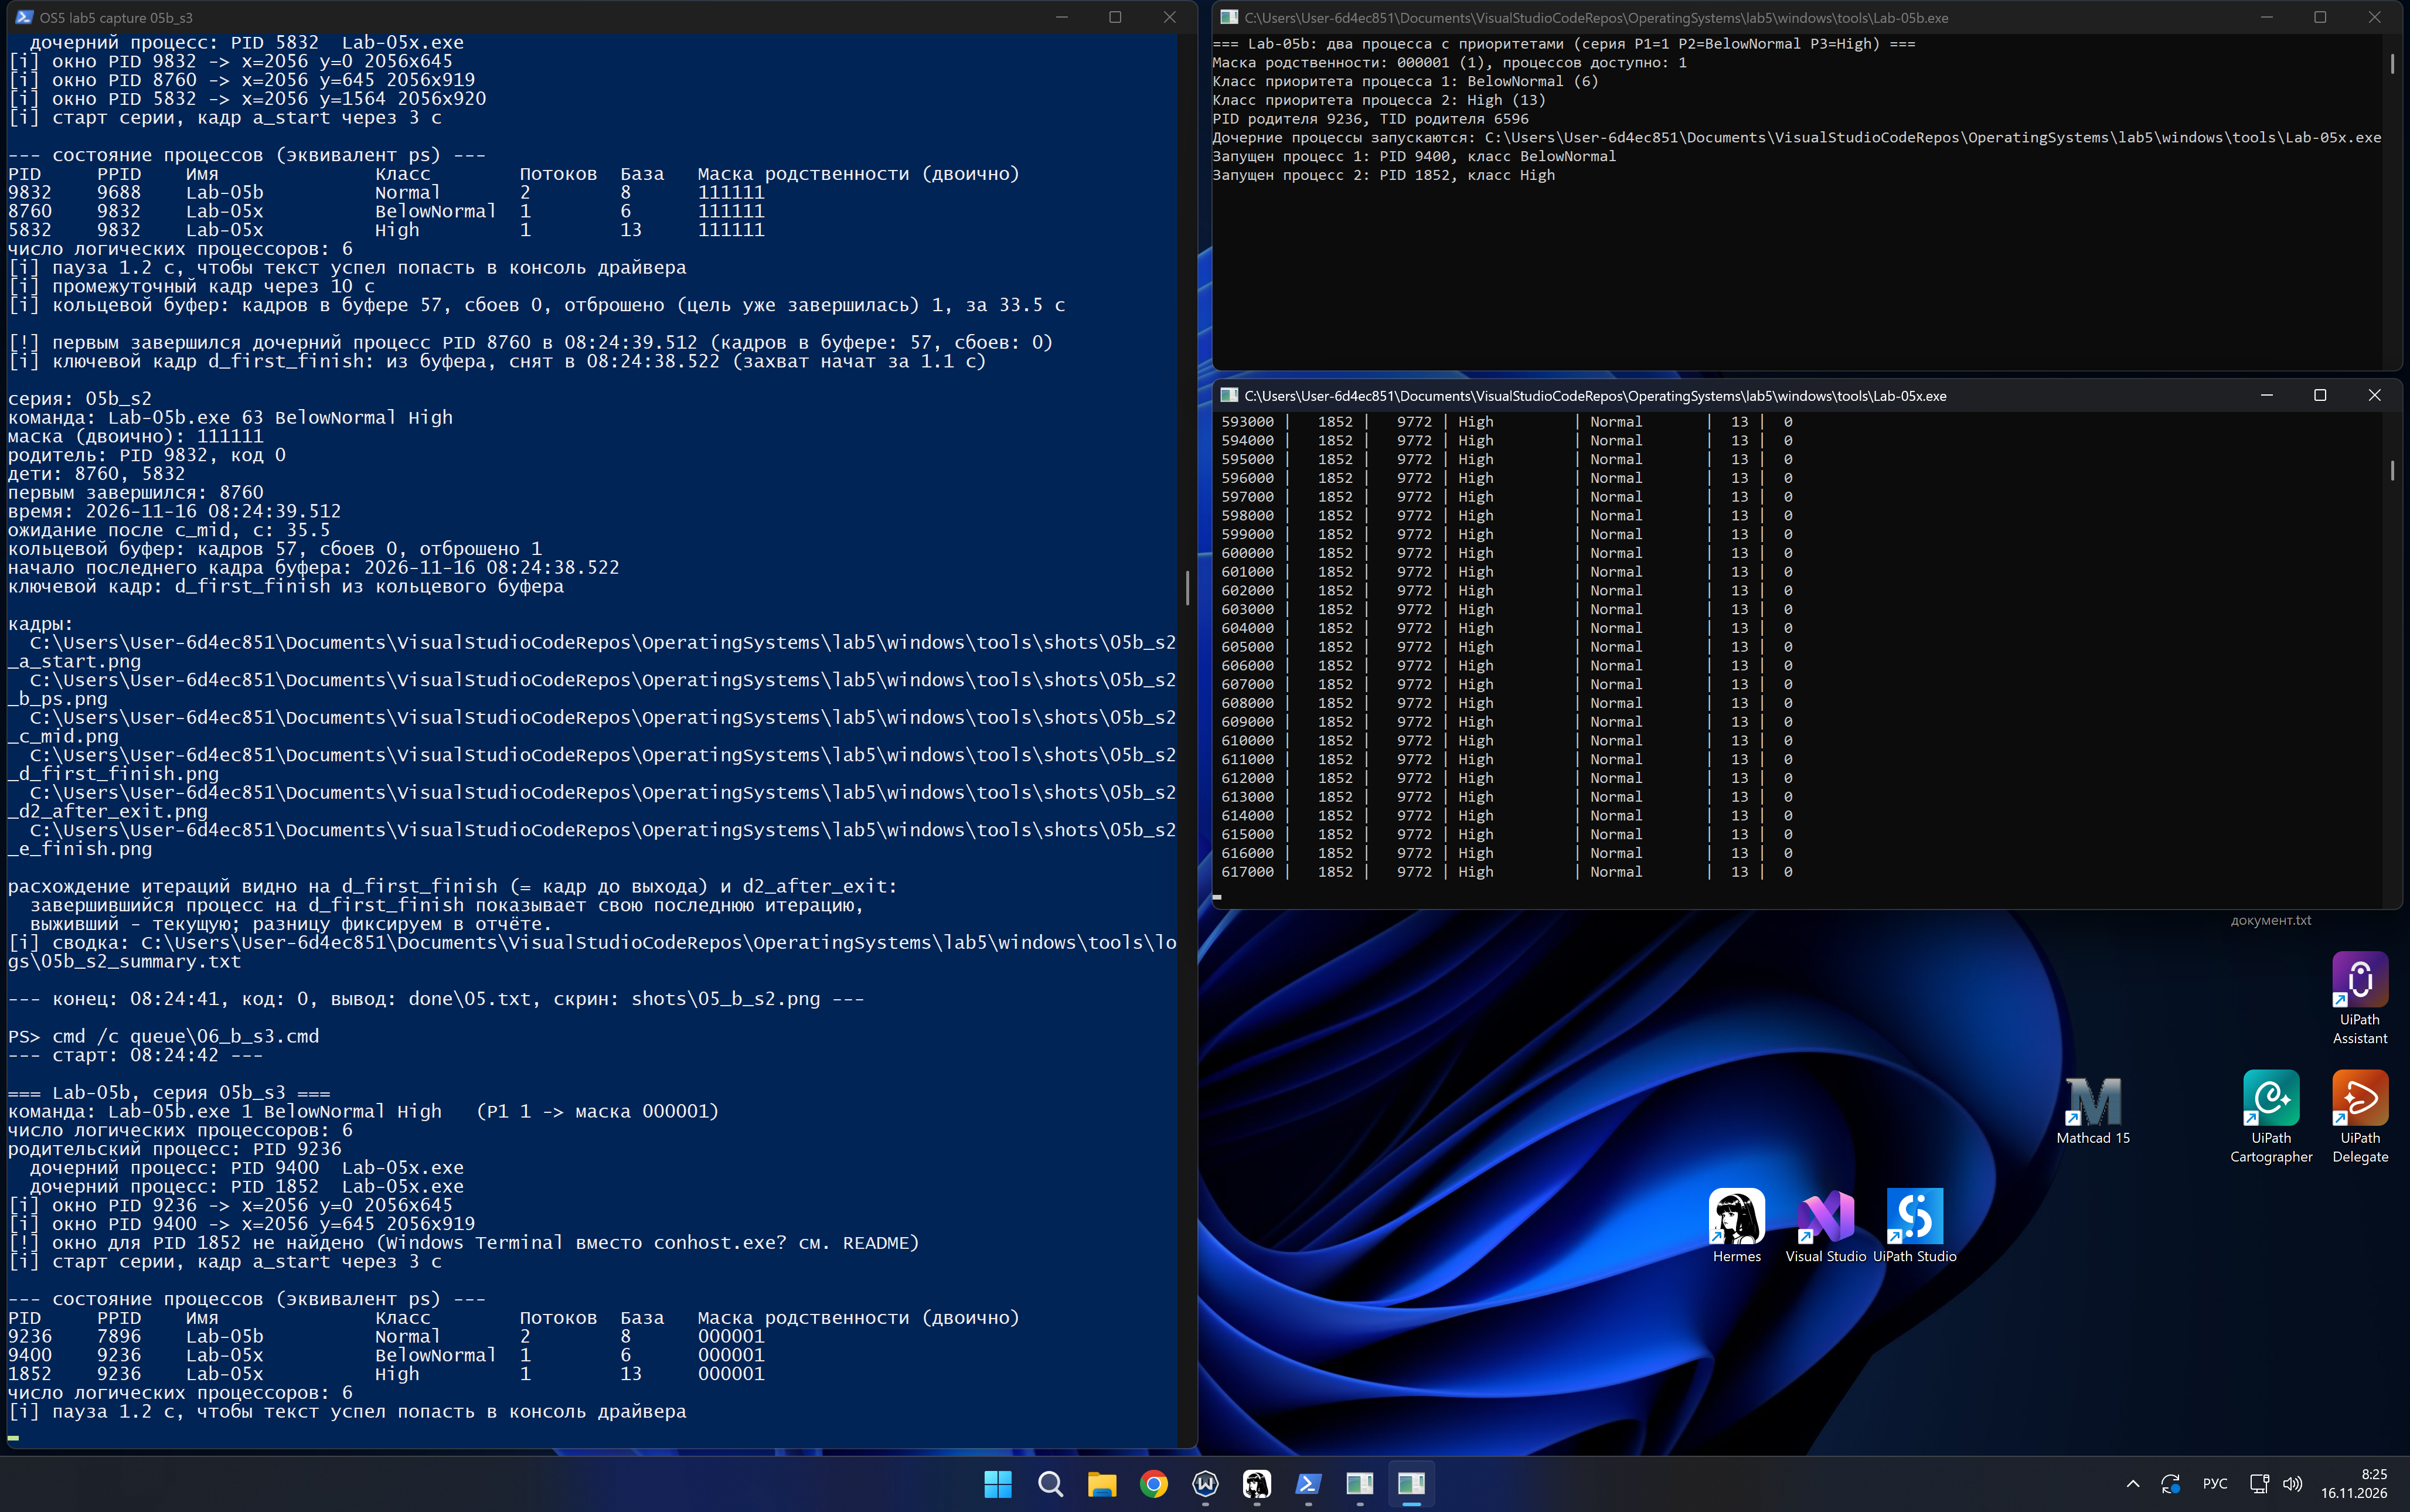 OS5 lab5 capture 05b_s3
дочерний процесс: PID 5832  Lab-05x.exe
[i] окно PID 9832 -> x=2056 y=0 2056x645
[i] окно PID 8760 -> x=2056 y=645 2056x919
[i] окно PID 5832 -> x=2056 y=1564 2056x920
[i] старт серии, кадр a_start через 3 с
--- состояние процессов (эквивалент ps) ---
PID     PPID    Имя              Класс        Потоков  База   Маска родственности (двоично)
9832    9688    Lab-05b          Normal       2        8      111111
8760    9832    Lab-05x          BelowNormal  1        6      111111
5832    9832    Lab-05x          High         1        13     111111
число логических процессоров: 6
[i] пауза 1.2 с, чтобы текст успел попасть в консоль драйвера
[i] промежуточный кадр через 10 с
[i] кольцевой буфер: кадров в буфере 57, сбоев 0, отброшено (цель уже завершилась) 1, за 33.5 с
[!] первым завершился дочерний процесс PID 8760 в 08:24:39.512 (кадров в буфере: 57, сбоев: 0)
[i] ключевой кадр d_first_finish: из буфера, снят в 08:24:38.522 (захват начат за 1.1 с)
серия: 05b_s2
команда: Lab-05b.exe 63 BelowNormal High
маска (двоично): 111111
родитель: PID 9832, код 0
дети: 8760, 5832
первым завершился: 8760
время: 2026-11-16 08:24:39.512
ожидание после c_mid, с: 35.5
кольцевой буфер: кадров 57, сбоев 0, отброшено 1
начало последнего кадра буфера: 2026-11-16 08:24:38.522
ключевой кадр: d_first_finish из кольцевого буфера
кадры:
C:\Users\User-6d4ec851\Documents\VisualStudioCodeRepos\OperatingSystems\lab5\windows\tools\shots\05b_s2
_a_start.png
C:\Users\User-6d4ec851\Documents\VisualStudioCodeRepos\OperatingSystems\lab5\windows\tools\shots\05b_s2
_b_ps.png
C:\Users\User-6d4ec851\Documents\VisualStudioCodeRepos\OperatingSystems\lab5\windows\tools\shots\05b_s2
_c_mid.png
C:\Users\User-6d4ec851\Documents\VisualStudioCodeRepos\OperatingSystems\lab5\windows\tools\shots\05b_s2
_d_first_finish.png
C:\Users\User-6d4ec851\Documents\VisualStudioCodeRepos\OperatingSystems\lab5\windows\tools\shots\05b_s2
_d2_after_exit.png
C:\Users\User-6d4ec851\Documents\VisualStudioCodeRepos\OperatingSystems\lab5\windows\tools\shots\05b_s2
_e_finish.png
расхождение итераций видно на d_first_finish (= кадр до выхода) и d2_after_exit:
завершившийся процесс на d_first_finish показывает свою последнюю итерацию,
выживший - текущую; разницу фиксируем в отчёте.
[i] сводка: C:\Users\User-6d4ec851\Documents\VisualStudioCodeRepos\OperatingSystems\lab5\windows\tools\lo
gs\05b_s2_summary.txt
--- конец: 08:24:41, код: 0, вывод: done\05.txt, скрин: shots\05_b_s2.png ---
PS> cmd /c queue\06_b_s3.cmd
--- старт: 08:24:42 ---
=== Lab-05b, серия 05b_s3 ===
команда: Lab-05b.exe 1 BelowNormal High   (P1 1 -> маска 000001)
число логических процессоров: 6
родительский процесс: PID 9236
дочерний процесс: PID 9400  Lab-05x.exe
дочерний процесс: PID 1852  Lab-05x.exe
[i] окно PID 9236 -> x=2056 y=0 2056x645
[i] окно PID 9400 -> x=2056 y=645 2056x919
[!] окно для PID 1852 не найдено (Windows Terminal вместо conhost.exe? см. README)
[i] старт серии, кадр a_start через 3 с
--- состояние процессов (эквивалент ps) ---
PID     PPID    Имя              Класс        Потоков  База   Маска родственности (двоично)
9236    7896    Lab-05b          Normal       2        8      000001
9400    9236    Lab-05x          BelowNormal  1        6      000001
1852    9236    Lab-05x          High         1        13     000001
число логических процессоров: 6
[i] пауза 1.2 с, чтобы текст успел попасть в консоль драйвера
C:\Users\User-6d4ec851\Documents\VisualStudioCodeRepos\OperatingSystems\lab5\windows\tools\Lab-05b.exe
=== Lab-05b: два процесса с приоритетами (серия P1=1 P2=BelowNormal P3=High) ===
Маска родственности: 000001 (1), процессов доступно: 1
Класс приоритета процесса 1: BelowNormal (6)
Класс приоритета процесса 2: High (13)
PID родителя 9236, TID родителя 6596
Дочерние процессы запускаются: C:\Users\User-6d4ec851\Documents\VisualStudioCodeRepos\OperatingSystems\lab5\windows\tools\Lab-05x.exe
Запущен процесс 1: PID 9400, класс BelowNormal
Запущен процесс 2: PID 1852, класс High
C:\Users\User-6d4ec851\Documents\VisualStudioCodeRepos\OperatingSystems\lab5\windows\tools\Lab-05x.exe
593000 |   1852 |   9772 | High         | Normal       |  13 |  0
594000 |   1852 |   9772 | High         | Normal       |  13 |  0
595000 |   1852 |   9772 | High         | Normal       |  13 |  0
596000 |   1852 |   9772 | High         | Normal       |  13 |  0
597000 |   1852 |   9772 | High         | Normal       |  13 |  0
598000 |   1852 |   9772 | High         | Normal       |  13 |  0
599000 |   1852 |   9772 | High         | Normal       |  13 |  0
600000 |   1852 |   9772 | High         | Normal       |  13 |  0
601000 |   1852 |   9772 | High         | Normal       |  13 |  0
602000 |   1852 |   9772 | High         | Normal       |  13 |  0
603000 |   1852 |   9772 | High         | Normal       |  13 |  0
604000 |   1852 |   9772 | High         | Normal       |  13 |  0
605000 |   1852 |   9772 | High         | Normal       |  13 |  0
606000 |   1852 |   9772 | High         | Normal       |  13 |  0
607000 |   1852 |   9772 | High         | Normal       |  13 |  0
608000 |   1852 |   9772 | High         | Normal       |  13 |  0
609000 |   1852 |   9772 | High         | Normal       |  13 |  0
610000 |   1852 |   9772 | High         | Normal       |  13 |  0
611000 |   1852 |   9772 | High         | Normal       |  13 |  0
612000 |   1852 |   9772 | High         | Normal       |  13 |  0
613000 |   1852 |   9772 | High         | Normal       |  13 |  0
614000 |   1852 |   9772 | High         | Normal       |  13 |  0
615000 |   1852 |   9772 | High         | Normal       |  13 |  0
616000 |   1852 |   9772 | High         | Normal       |  13 |  0
617000 |   1852 |   9772 | High         | Normal       |  13 |  0
документ.txt
UiPath
Assistant
Mathcad 15
UiPath
Cartographer
UiPath
Delegate
Hermes
Visual Studio
UiPath Studio
РУС
8:25
16.11.2026